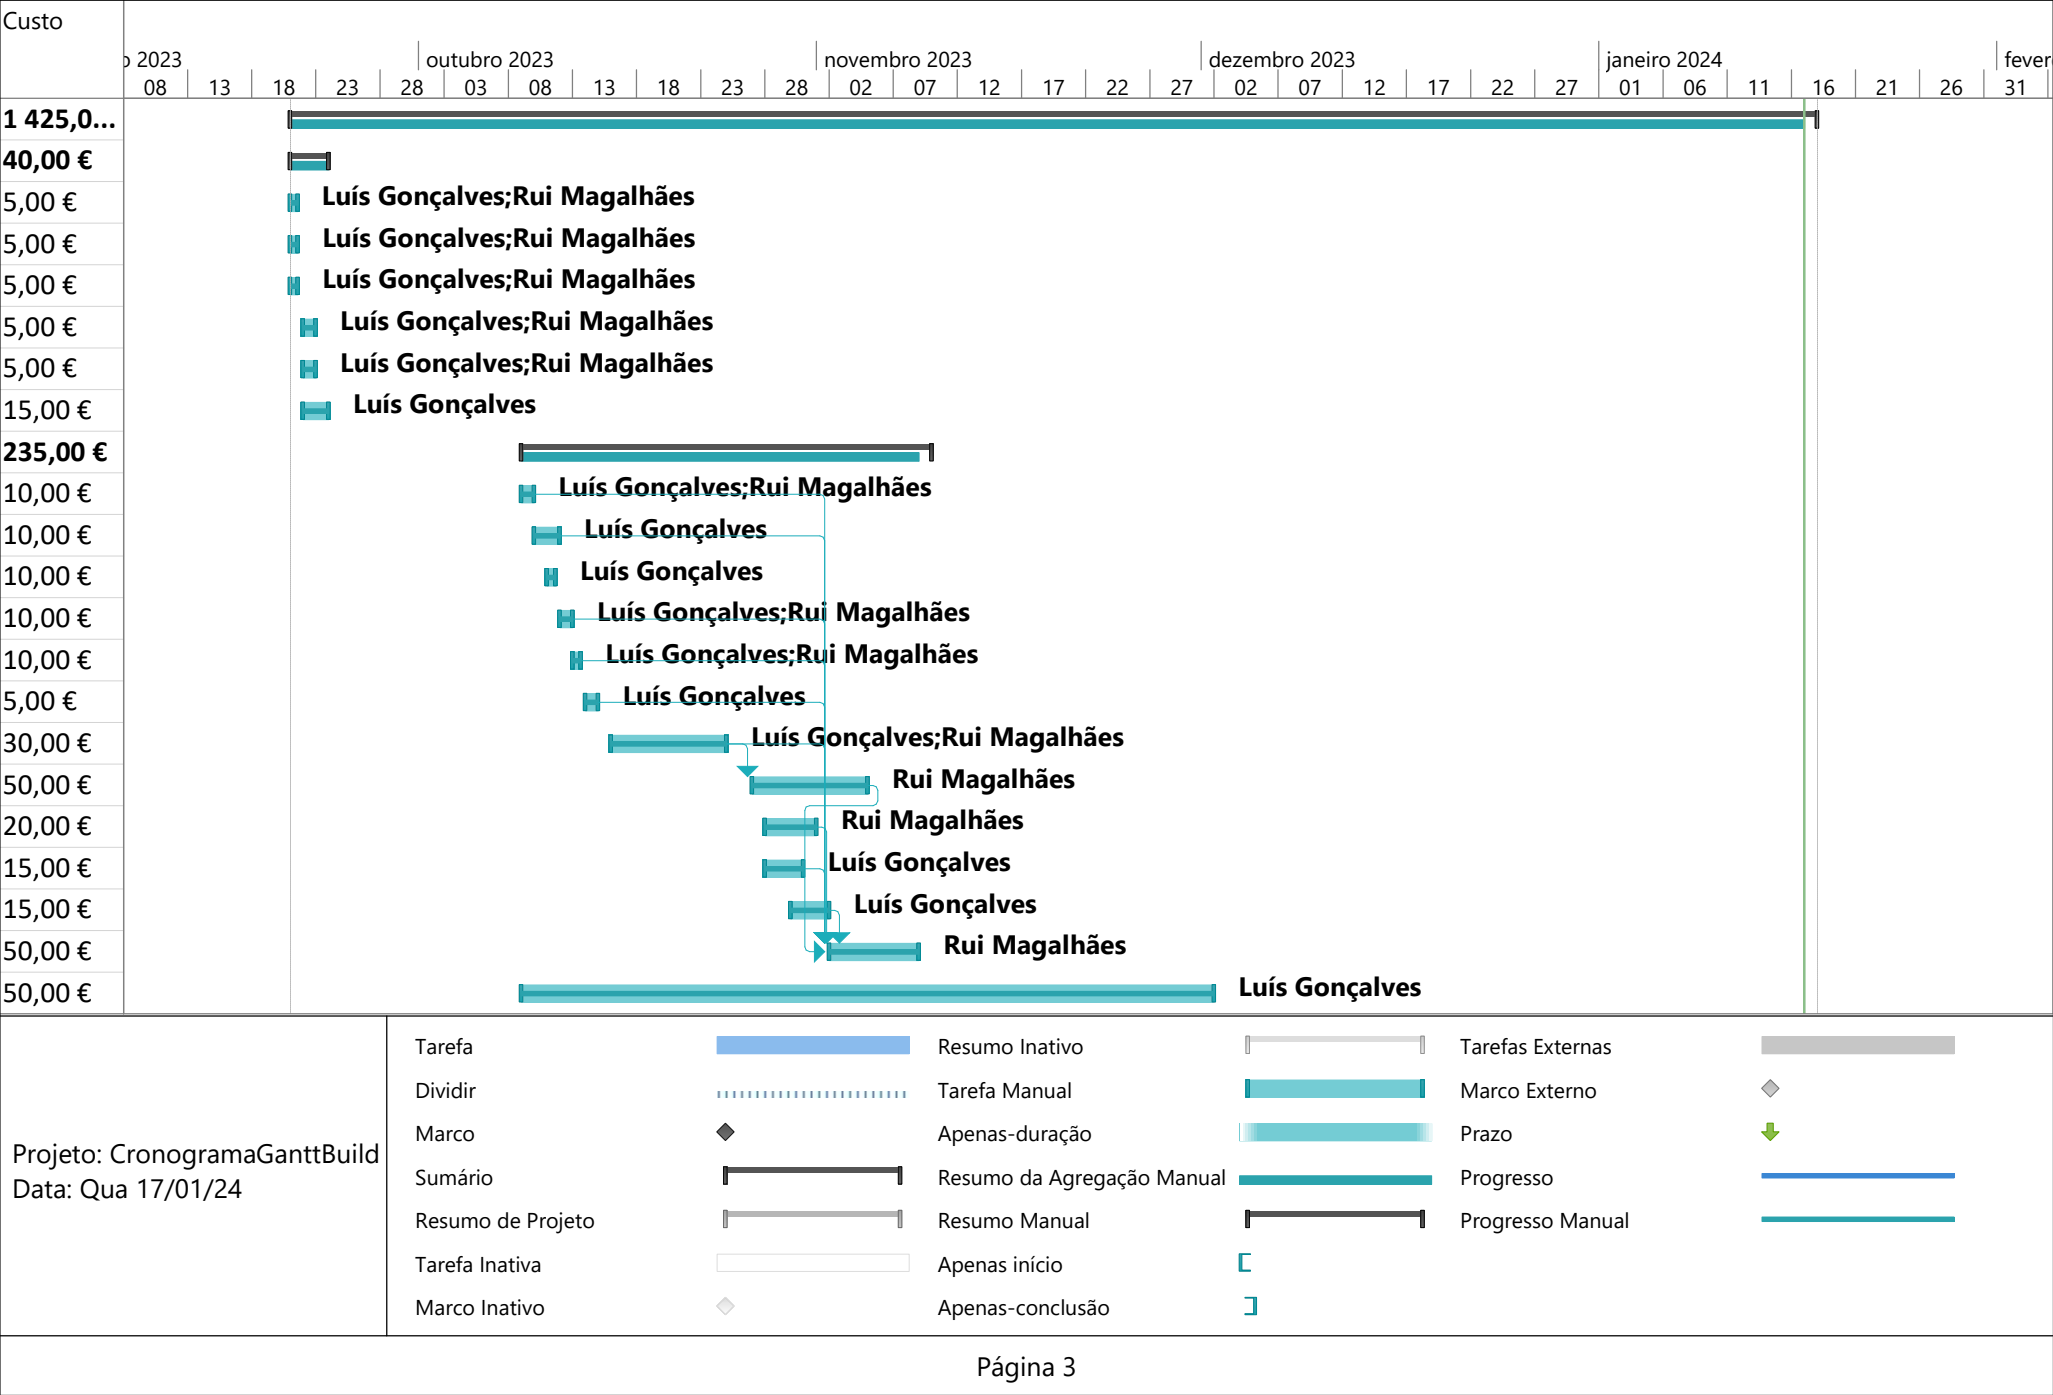 Custo
o 2023 outubro 2023 novembro 2023 dezembro 2023 janeiro 2024 fever
08 13 18 23 28 03 08 13 18 23 28 02 07 12 17 22 27 02 07 12 17 22 27 01 06 11 16 21 26 31
1 425,0...
40,00 €
5,00 € Luís Gonçalves;Rui Magalhães
5,00 € Luís Gonçalves;Rui Magalhães
5,00 € Luís Gonçalves;Rui Magalhães
5,00 € Luís Gonçalves;Rui Magalhães
5,00 € Luís Gonçalves;Rui Magalhães
15,00 € Luís Gonçalves
235,00 €
10,00 € Luís Gonçalves;Rui Magalhães
10,00 € Luís Gonçalves
10,00 € Luís Gonçalves
10,00 € Luís Gonçalves;Rui Magalhães
10,00 € Luís Gonçalves;Rui Magalhães
5,00 € Luís Gonçalves
30,00 € Luís Gonçalves;Rui Magalhães
50,00 € Rui Magalhães
20,00 € Rui Magalhães
15,00 € Luís Gonçalves
15,00 € Luís Gonçalves
50,00 € Rui Magalhães
50,00 € Luís Gonçalves
Projeto: CronogramaGanttBuild
Data: Qua 17/01/24
Tarefa
Dividir
Marco
Sumário
Resumo de Projeto
Tarefa Inativa
Marco Inativo
Resumo Inativo
Tarefa Manual
Apenas-duração
Resumo da Agregação Manual
Resumo Manual
Apenas início
Apenas-conclusão
Tarefas Externas
Marco Externo
Prazo
Progresso
Progresso Manual
Página 3